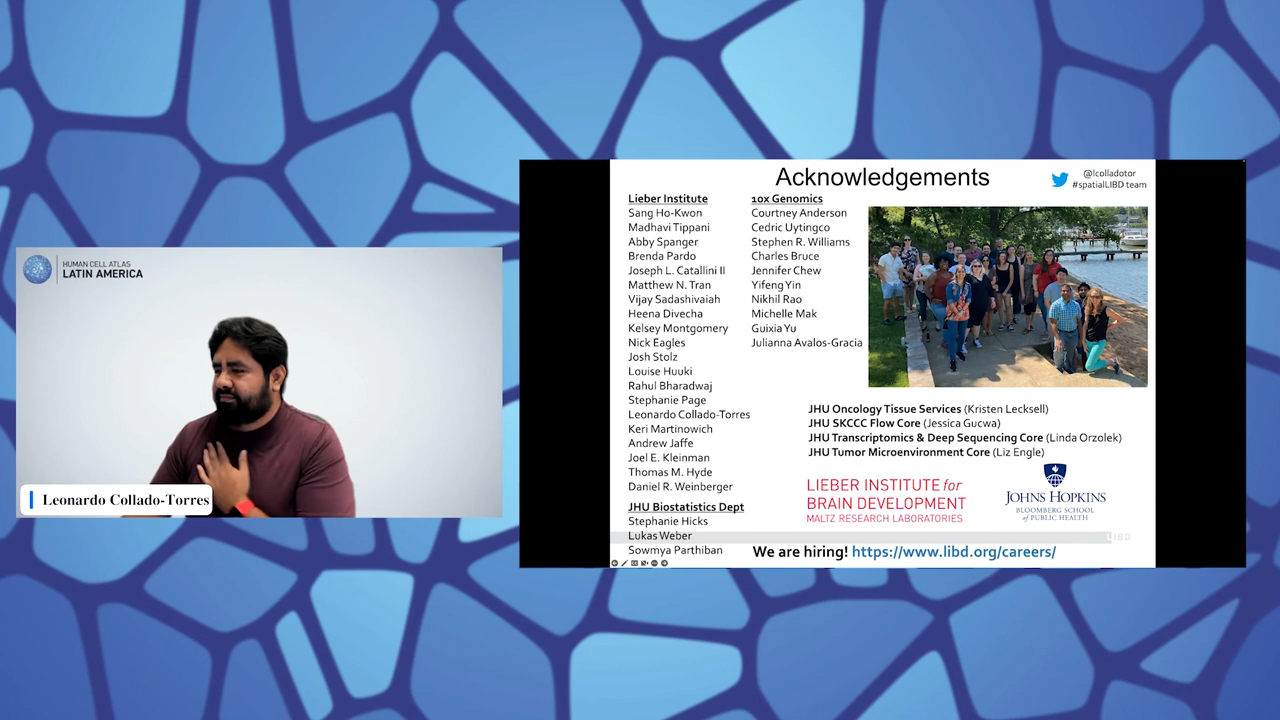 HUMAN CELL ATLAS
LATIN AMERICA
Leonardo Collado-Torres
Acknowledgements
@lcolladotor
#spatialLIBD team
Lieber Institute
Sang Ho-Kwon
Madhavi Tippani
Abby Spanger
Brenda Pardo
Joseph L. Catallini II
Matthew N. Tran
Vijay Sadashivaiah
Heena Divecha
Kelsey Montgomery
Nick Eagles
Josh Stolz
Louise Huuki
Rahul Bharadwaj
Stephanie Page
Leonardo Collado-Torres
Keri Martinowich
Andrew Jaffe
Joel E. Kleinman
Thomas M. Hyde
Daniel R. Weinberger
JHU Biostatistics Dept
Stephanie Hicks
Lukas Weber
Sowmya Parthiban
10x Genomics
Courtney Anderson
Cedric Uytingco
Stephen R. Williams
Charles Bruce
Jennifer Chew
Yifeng Yin
Nikhil Rao
Michelle Mak
Guixia Yu
Julianna Avalos-Gracia
JHU Oncology Tissue Services (Kristen Lecksell)
JHU SKCCC Flow Core (Jessica Gucwa)
JHU Transcriptomics & Deep Sequencing Core (Linda Orzolek)
JHU Tumor Microenvironment Core (Liz Engle)
LIEBER INSTITUTE for
BRAIN DEVELOPMENT
MALTZ RESEARCH LABORATORIES
JOHNS HOPKINS
BLOOMBERG SCHOOL
of PUBLIC HEALTH
LIBD
We are hiring! https://www.libd.org/careers/